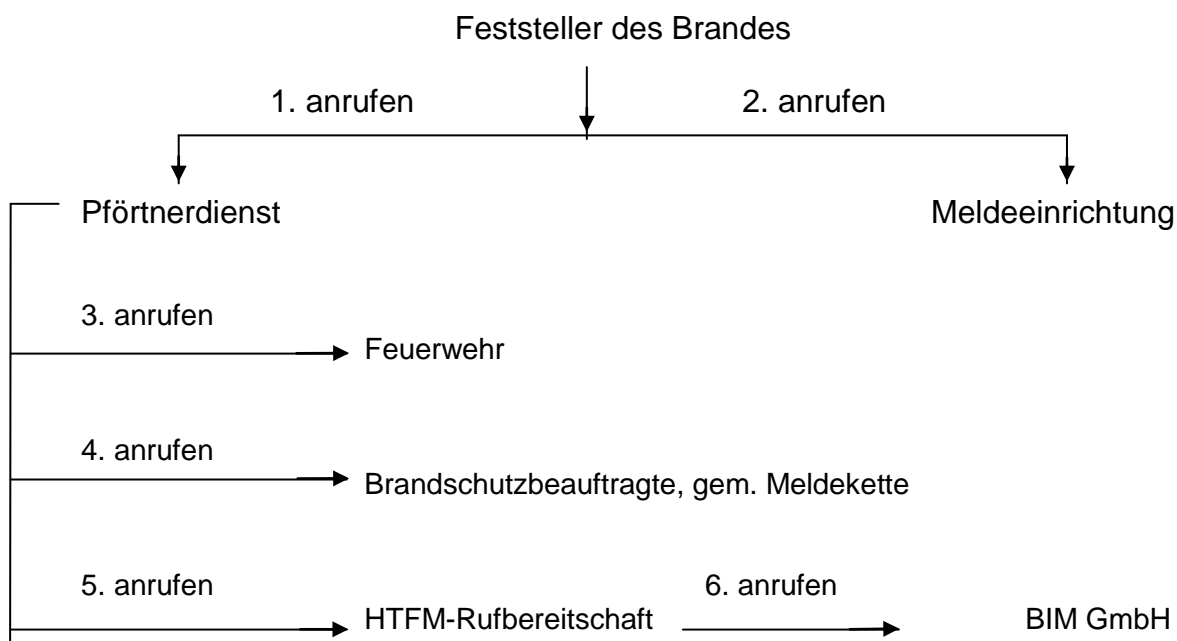 Feststeller des Brandes
1. anrufen
2. anrufen
Pförtnerdienst
Meldeeinrichtung
3. anrufen
Feuerwehr
4. anrufen
Brandschutzbeauftragte, gem. Meldekette
5. anrufen
HTFM-Rufbereitschaft
6. anrufen
BIM GmbH